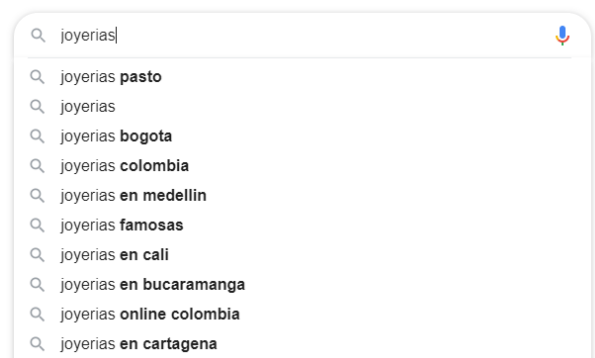 joyerias
joyerias pasto
joyerias
joyerias bogota
joyerias colombia
joyerias en medellin
joyerias famosas
joyerias en cali
joyerias en bucaramanga
joyerias online colombia
joyerias en cartagena